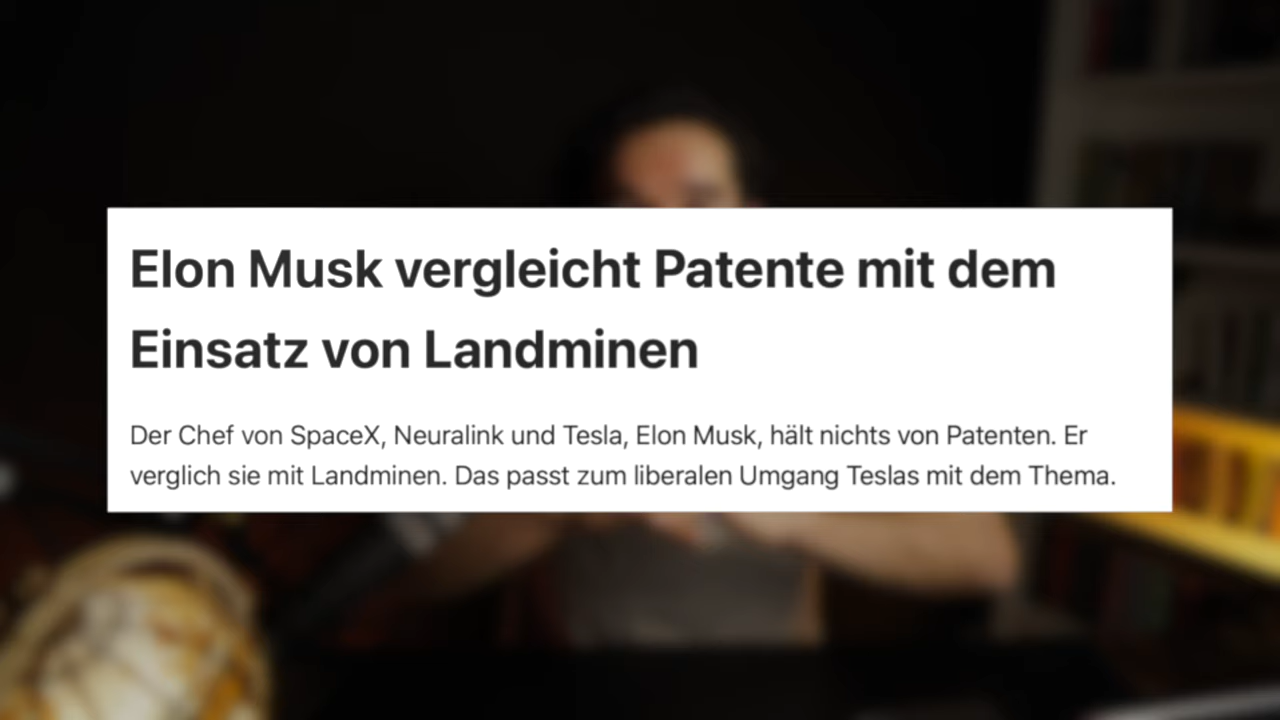 Elon Musk vergleicht Patente mit dem
Einsatz von Landminen
Der Chef von SpaceX, Neuralink und Tesla, Elon Musk, hält nichts von Patenten. Er
verglich sie mit Landminen. Das passt zum liberalen Umgang Teslas mit dem Thema.